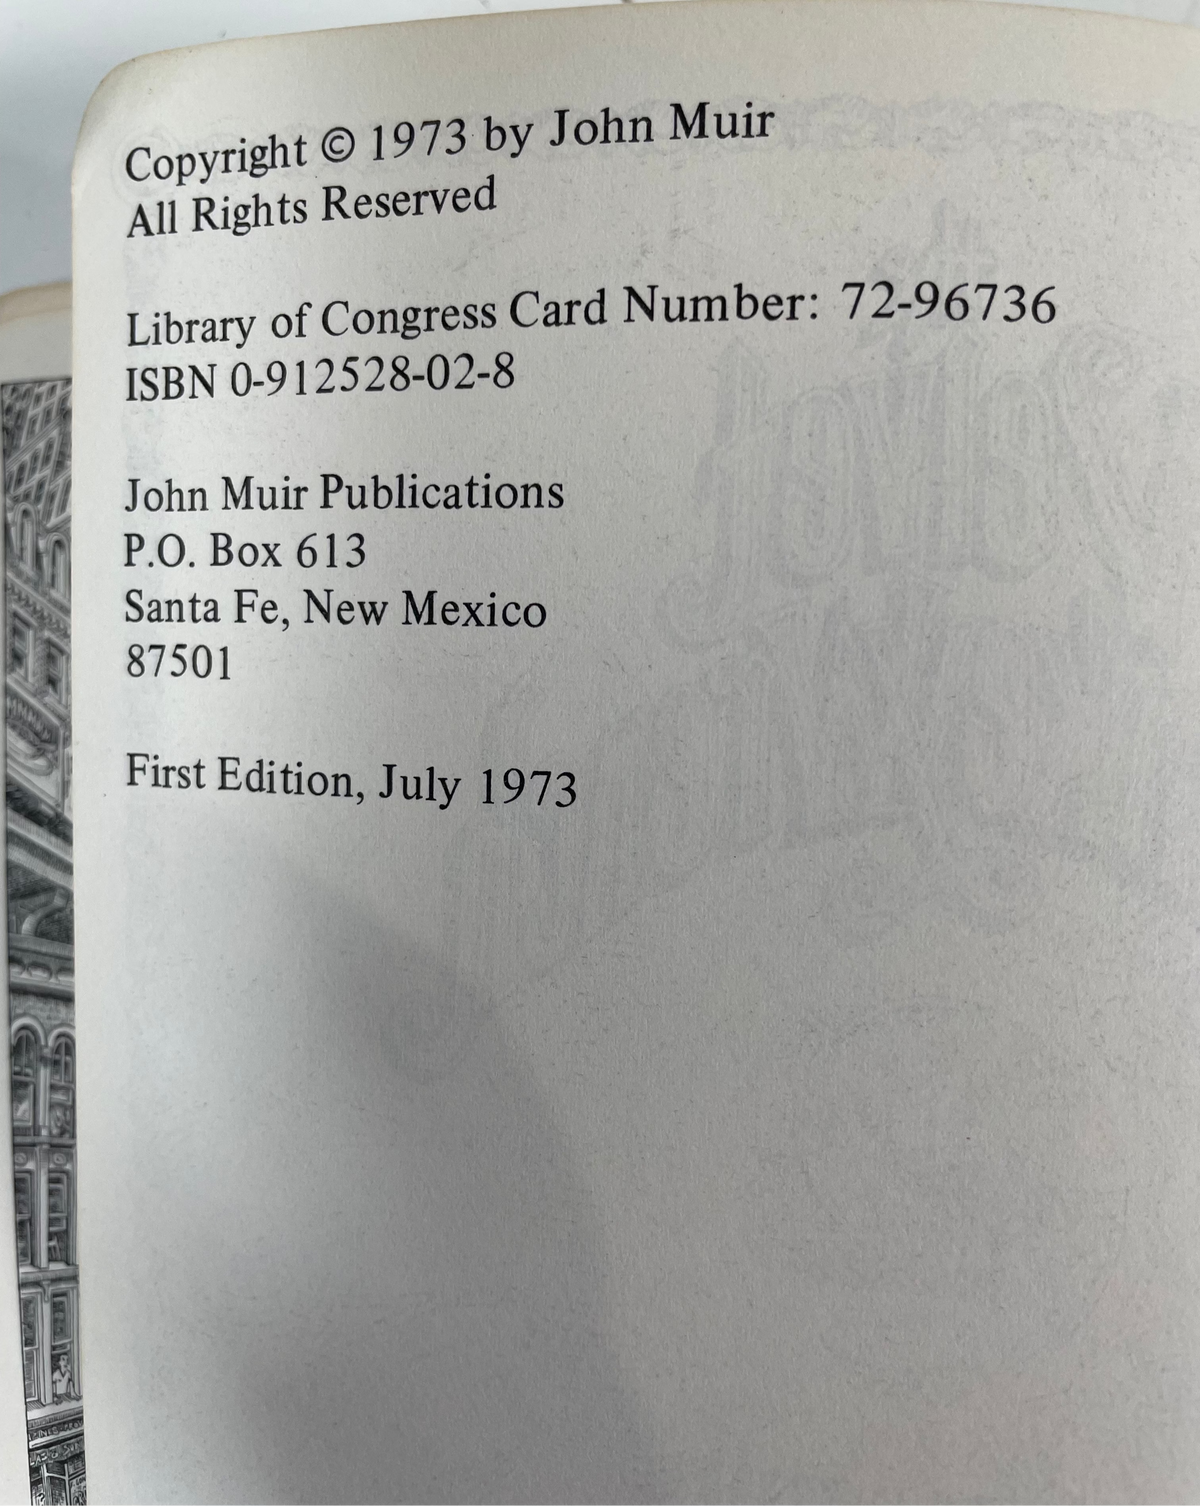 Copyright © 1973 by John Muir
All Rights Reserved
Library of Congress Card Number: 72-96736
ISBN 0-912528-02-8
John Muir Publications
P.O. Box 613
Santa Fe, New Mexico
87501
First Edition, July 1973